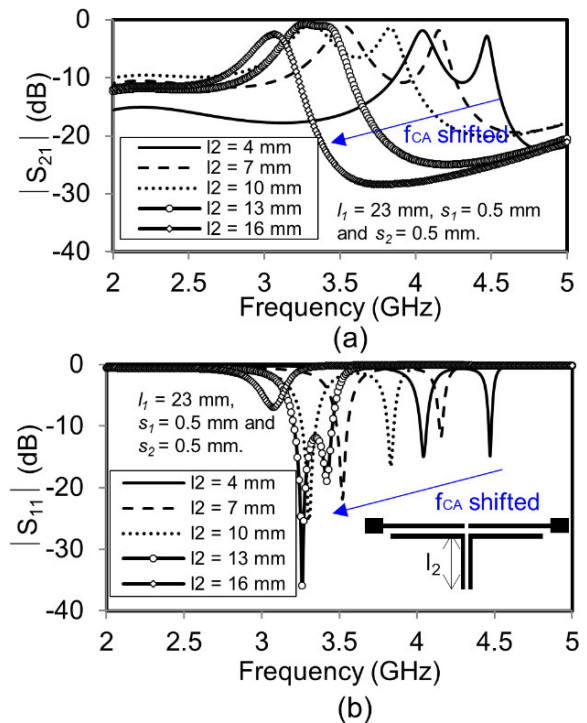 0
-10
-20
-30
-40
|S21| (dB)
fCA shifted
l2 = 4 mm
l2 = 7 mm
l2 = 10 mm
l2 = 13 mm
l2 = 16 mm
l1 = 23 mm, s1 = 0.5 mm
and s2 = 0.5 mm.
2 2.5 3 3.5 4 4.5 5
Frequency (GHz)
(a)
0
-10
-20
-30
-40
|S11| (dB)
l1 = 23 mm,
s1 = 0.5 mm and
s2 = 0.5 mm.
l2 = 4 mm
l2 = 7 mm
l2 = 10 mm
l2 = 13 mm
l2 = 16 mm
fCA shifted
l2
2 2.5 3 3.5 4 4.5 5
Frequency (GHz)
(b)